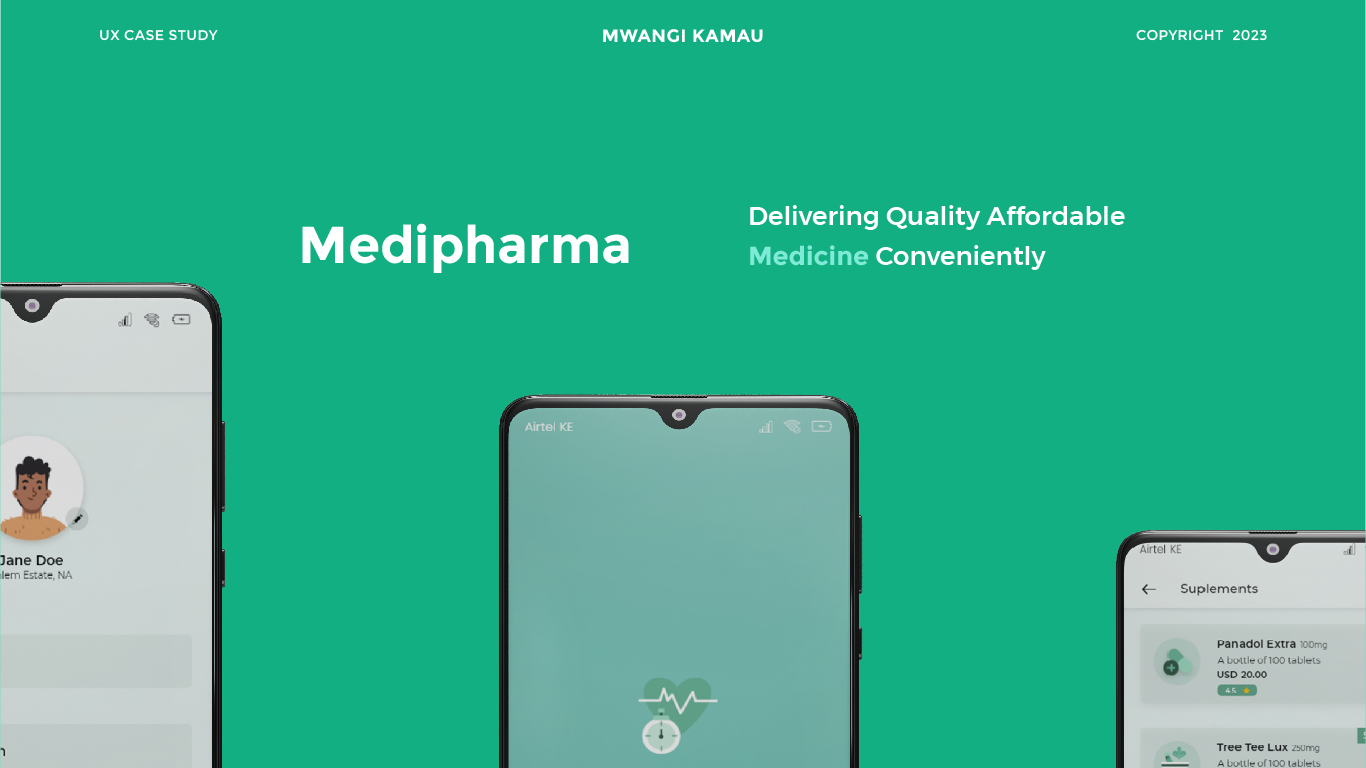 UX CASE STUDY
MWANGI KAMAU
COPYRIGHT 2023
Medipharma
Delivering Quality Affordable
Medicine Conveniently
Jane Doe
lem Estate, NA
n
Airtel KE
Airtel KE
Suplements
Panadol Extra 100mg
A bottle of 100 tablets
USD 20.00
4.5
Tree Tee Lux 250mg
A bottle of 100 tablets